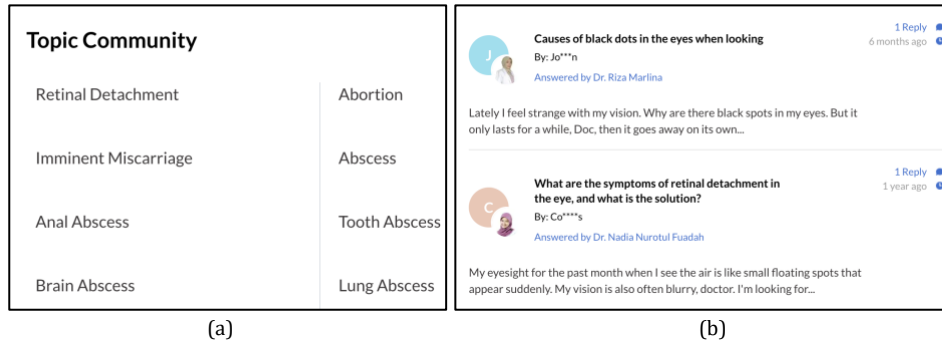 Topic Community
Retinal Detachment
Abortion
Imminent Miscarriage
Abscess
Anal Abscess
Tooth Abscess
Brain Abscess
Lung Abscess
(a)
J
Causes of black dots in the eyes when looking
By: Jo***n
Answered by Dr. Riza Marlina
1 Reply
6 months ago
Lately I feel strange with my vision. Why are there black spots in my eyes. But it
only lasts for a while, Doc, then it goes away on its own...
C
What are the symptoms of retinal detachment in
the eye, and what is the solution?
By: Co****s
Answered by Dr. Nadia Nurotul Fuadah
1 Reply
1 year ago
My eyesight for the past month when I see the air is like small floating spots that
appear suddenly. My vision is also often blurry, doctor. I'm looking for...
(b)